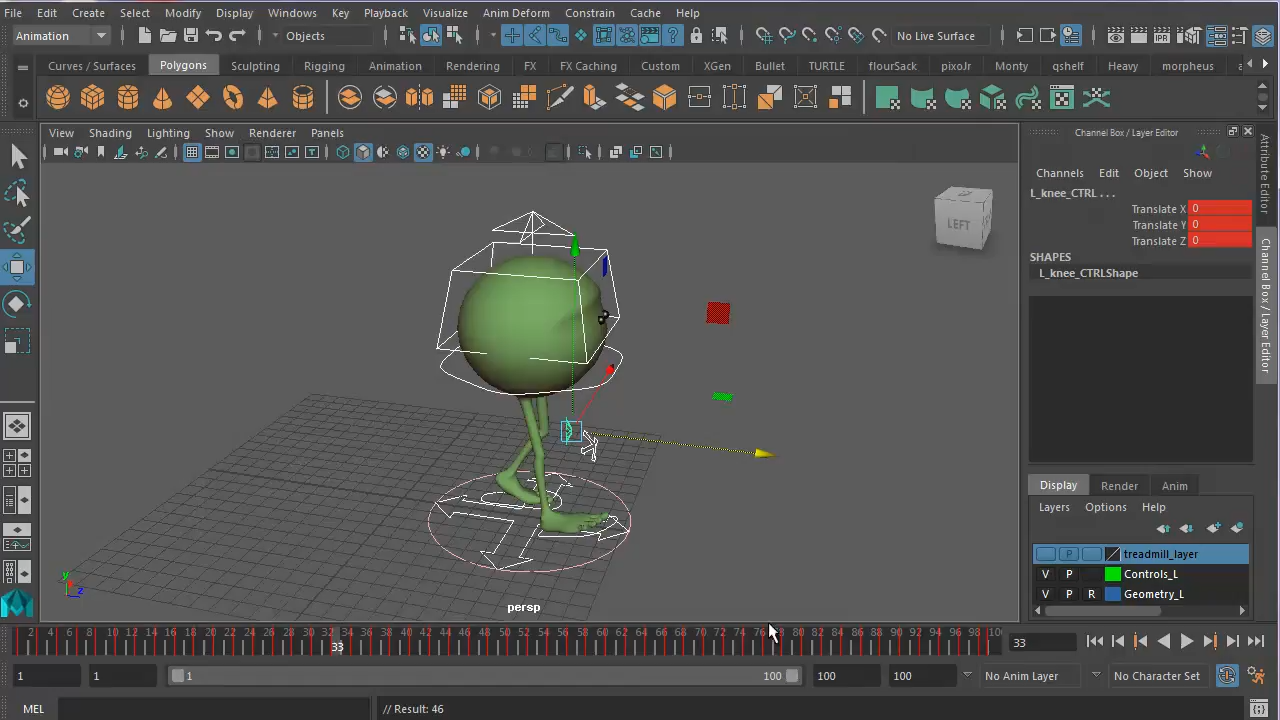 File Edit Create Select Modify Display Windows Key Playback Visualize Anim Deform Constrain Cache Help
Animation Objects No Live Surface
Curves / Surfaces Polygons Sculpting Rigging Animation Rendering FX FX Caching Custom XGen Bullet TURTLE flourSack pixoJr Monty qshelf Heavy morpheus
View Shading Lighting Show Renderer Panels
Channel Box / Layer Editor
Channels Edit Object Show
L_knee_CTRL . . .
Translate X 0
Translate Y 0
Translate Z 0
SHAPES
L_knee_CTRLShape
Attribute Editor
Channel Box / Layer Editor
LEFT
Display Render Anim
Layers Options Help
P treadmill_layer
V P Controls_L
V P R Geometry_L
y
z
persp
2 4 6 8 10 12 14 16 18 20 22 24 26 28 30 32 34 36 38 40 42 44 46 48 50 52 54 56 58 60 62 64 66 68 70 72 74 76 78 80 82 84 86 88 90 92 94 96 98 100
33 33
1 1 1 100 100 100 No Anim Layer No Character Set
MEL // Result: 46